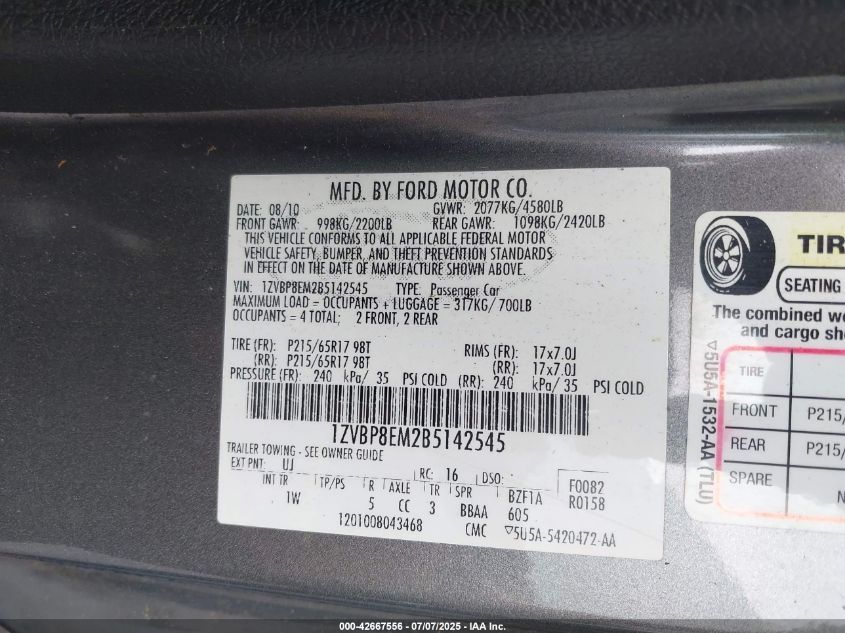 MFD. BY FORD MOTOR CO.
DATE: 08/10 GVWR: 2077KG/4580LB
FRONT GAWR: 998KG/2200LB REAR GAWR: 1098KG/2420LB
THIS VEHICLE CONFORMS TO ALL APPLICABLE FEDERAL MOTOR
VEHICLE SAFETY, BUMPER, AND THEFT PREVENTION STANDARDS
IN EFFECT ON THE DATE OF MANUFACTURE SHOWN ABOVE.
VIN: 1ZVBP8EM2B5142545 TYPE: Passenger Car
MAXIMUM LOAD = OCCUPANTS + LUGGAGE = 317KG/700LB
OCCUPANTS = 4 TOTAL; 2 FRONT, 2 REAR
TIRE (FR): P215/65R17 98T RIMS (FR): 17x7.0J
(RR): P215/65R17 98T (RR): 17x7.0J
PRESSURE (FR): 240 kPa/ 35 PSI COLD (RR): 240 kPa/ 35 PSI COLD
1ZVBP8EM2B5142545
TRAILER TOWING - SEE OWNER GUIDE
EXT PNT: UJ RC: 16 DSO: F0082
INT TR TP/PS R AXLE TR SPR BZF1A R0158
1W 5 CC 3 BBAA 605
1201008043468 CMC ▽5U5A-5420472-AA
▽5U5A-1532-AA (TLU)
TIR
SEATING
The combined we
and cargo sho
TIRE
FRONT P215/
REAR P215/
SPARE N
000-42667556 - 07/07/2025 - IAA Inc.